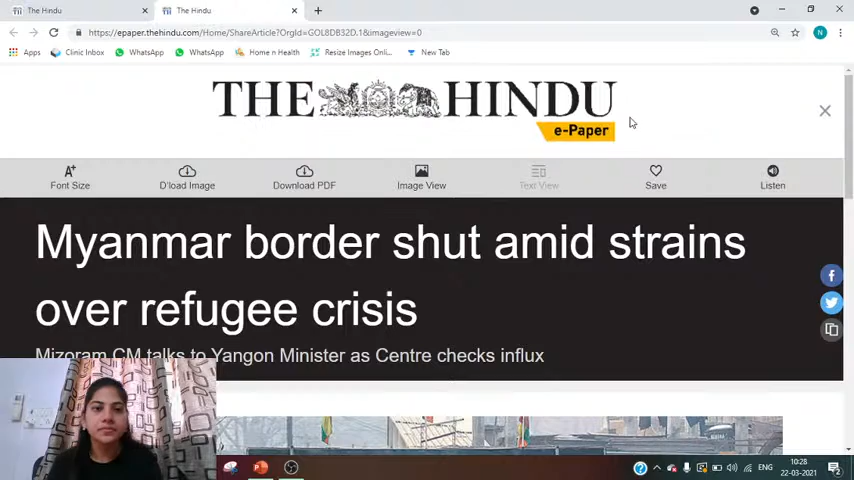 The Hindu
The Hindu
https://epaper.thehindu.com/Home/ShareArticle?OrgId=GOL8DB32D.1&imageview=0
N
Apps
Clinic Inbox
WhatsApp
WhatsApp
Home n Health
Resize Images Onli...
New Tab
THE HINDU
e-Paper
Font Size
D'load Image
Download PDF
Image View
Text View
Save
Listen
Myanmar border shut amid strains
over refugee crisis
Mizoram CM talks to Yangon Minister as Centre checks influx
ENG
10:28
22-03-2021